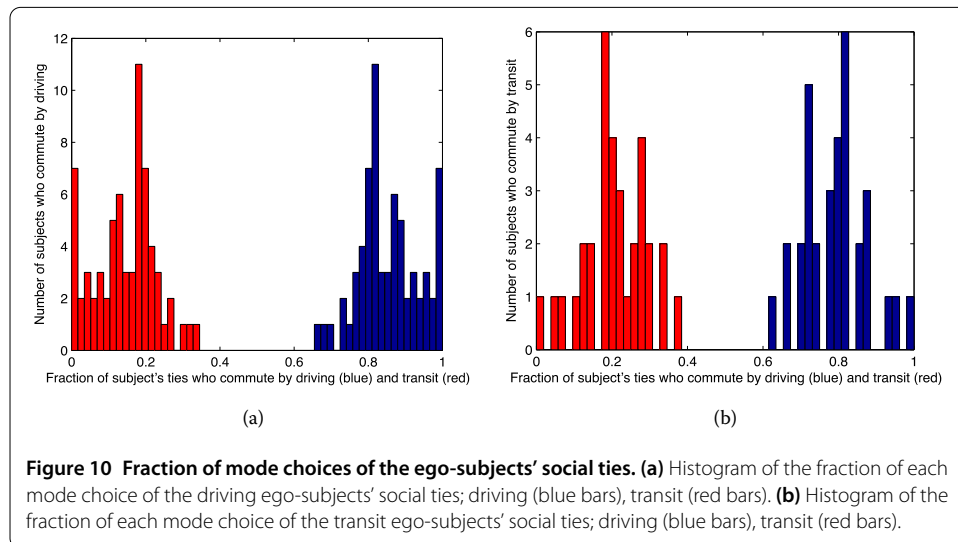 12
10
8
6
4
2
0
0 0.2 0.4 0.6 0.8 1
Number of subjects who commute by driving
Fraction of subject's ties who commute by driving (blue) and transit (red)
(a)
6
5
4
3
2
1
0
0 0.2 0.4 0.6 0.8 1
Number of subjects who commute by transit
Fraction of subject's ties who commute by driving (blue) and transit (red)
(b)
Figure 10 Fraction of mode choices of the ego-subjects' social ties. (a) Histogram of the fraction of each
mode choice of the driving ego-subjects' social ties; driving (blue bars), transit (red bars). (b) Histogram of the
fraction of each mode choice of the transit ego-subjects' social ties; driving (blue bars), transit (red bars).